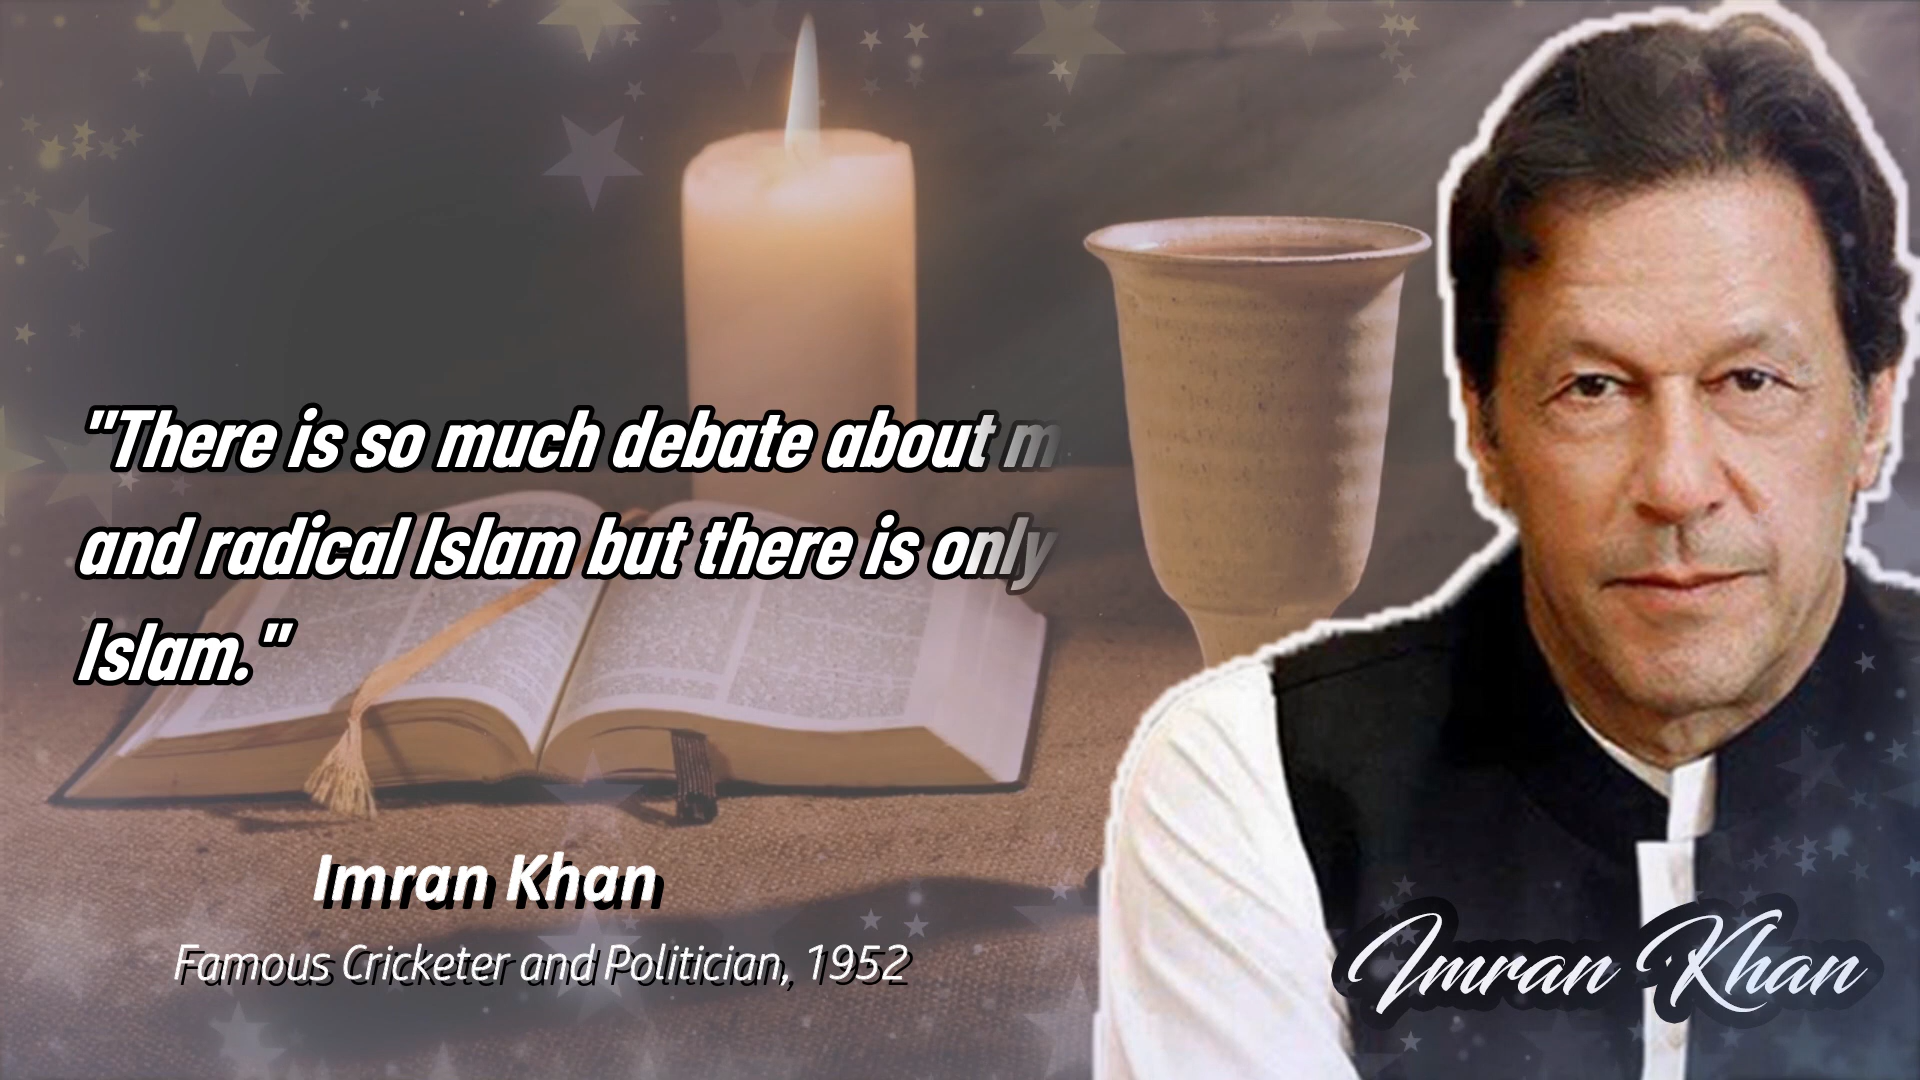 "There is so much debate about
and radical Islam but there is only
Islam."
Imran Khan
Famous Cricketer and Politician, 1952
Imran Khan